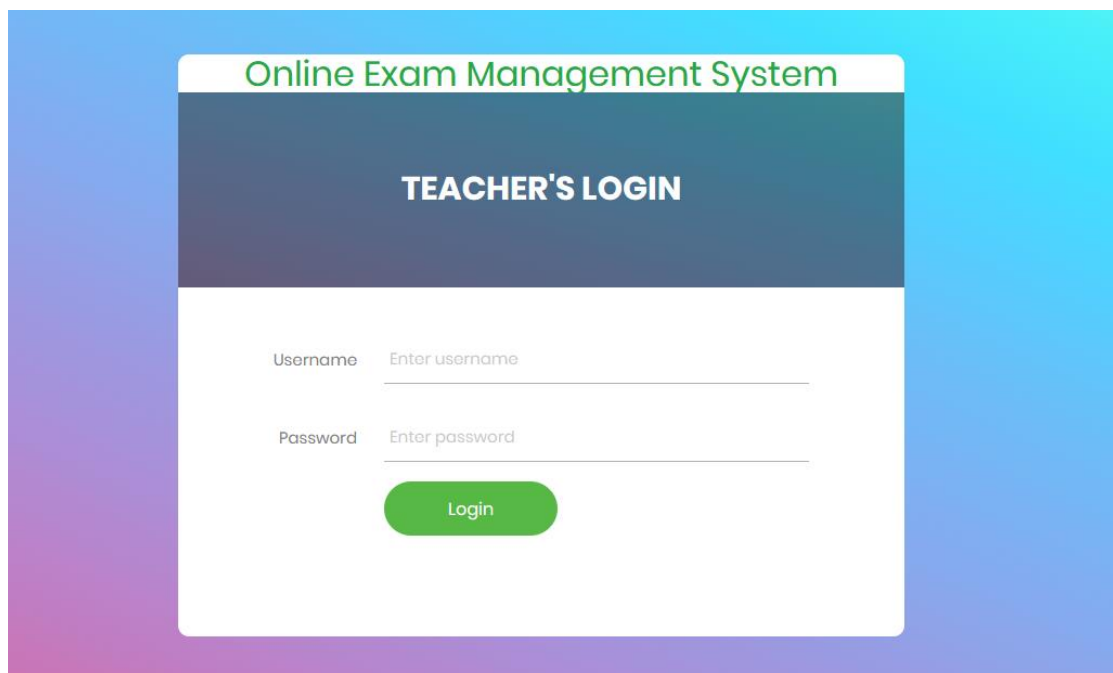 Online Exam Management System
TEACHER'S LOGIN
Username Enter username
Password Enter password
Login